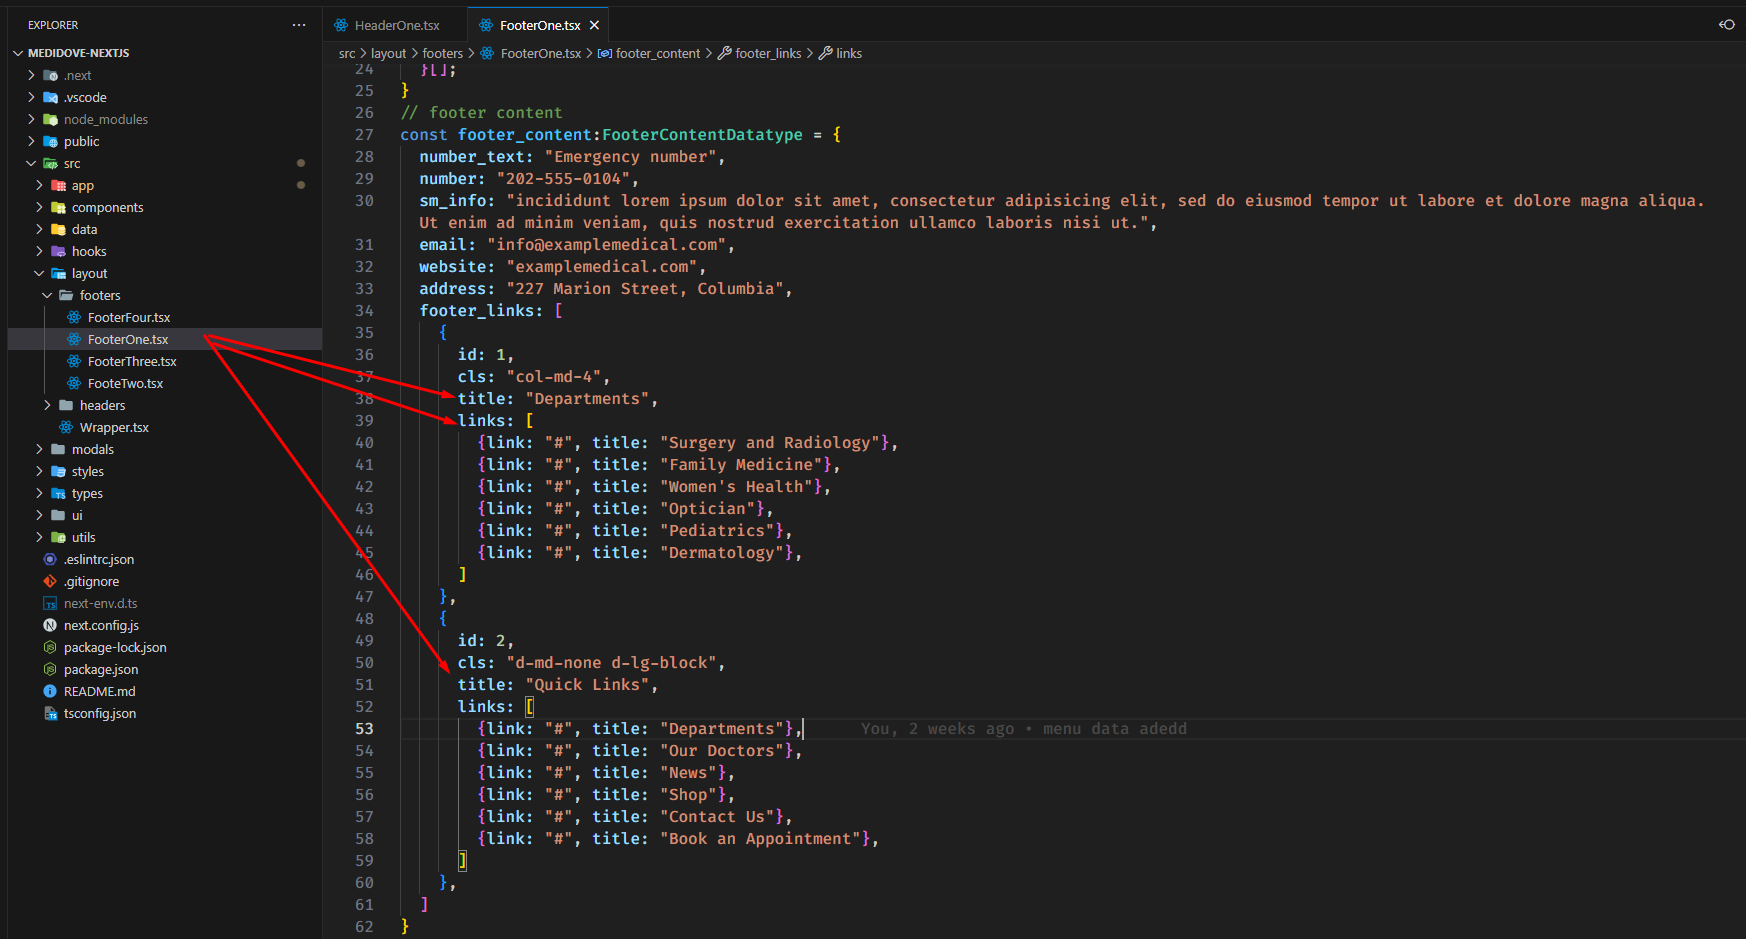 EXPLORER
MEDIDOVE-NEXTJS
.next
.vscode
node_modules
public
src
app
components
data
hooks
layout
footers
FooterFour.tsx
FooterOne.tsx
FooterThree.tsx
FooteTwo.tsx
headers
Wrapper.tsx
modals
styles
types
ui
utils
.eslintrc.json
.gitignore
next-env.d.ts
next.config.js
package-lock.json
package.json
README.md
tsconfig.json
HeaderOne.tsx
FooterOne.tsx
src > layout > footers > FooterOne.tsx > footer_content > footer_links > links
24 }[];
25 }
26 // footer content
27 const footer_content:FooterContentDatatype = {
28 number_text: "Emergency number",
29 number: "202-555-0104",
30 sm_info: "incididunt lorem ipsum dolor sit amet, consectetur adipisicing elit, sed do eiusmod tempor ut labore et dolore magna aliqua.
Ut enim ad minim veniam, quis nostrud exercitation ullamco laboris nisi ut.",
31 email: "info@examplemedical.com",
32 website: "examplemedical.com",
33 address: "227 Marion Street, Columbia",
34 footer_links: [
35 {
36 id: 1,
37 cls: "col-md-4",
38 title: "Departments",
39 links: [
40 {link: "#", title: "Surgery and Radiology"},
41 {link: "#", title: "Family Medicine"},
42 {link: "#", title: "Women's Health"},
43 {link: "#", title: "Optician"},
44 {link: "#", title: "Pediatrics"},
45 {link: "#", title: "Dermatology"},
46 ]
47 },
48 {
49 id: 2,
50 cls: "d-md-none d-lg-block",
51 title: "Quick Links",
52 links: [
53 {link: "#", title: "Departments"}, You, 2 weeks ago • menu data adedd
54 {link: "#", title: "Our Doctors"},
55 {link: "#", title: "News"},
56 {link: "#", title: "Shop"},
57 {link: "#", title: "Contact Us"},
58 {link: "#", title: "Book an Appointment"},
59 ]
60 },
61 ]
62 }